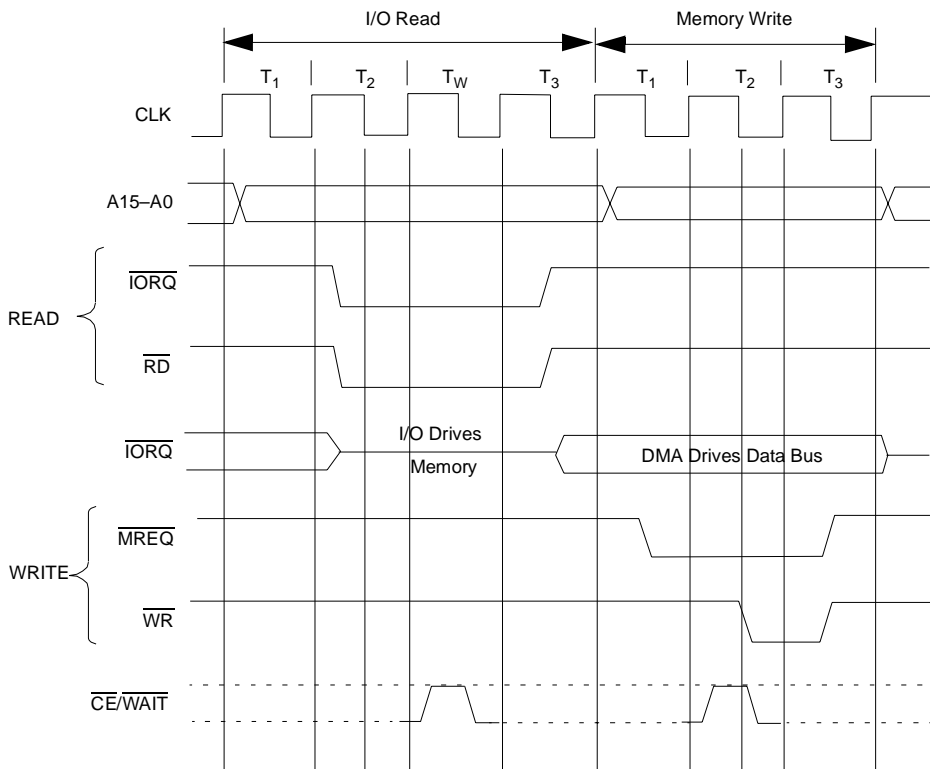 I/O Read Memory Write
T1 T2 TW T3 T1 T2 T3
CLK
A15–A0
IORQ
READ
RD
IORQ I/O Drives Memory DMA Drives Data Bus
MREQ
WRITE
WR
CE/WAIT